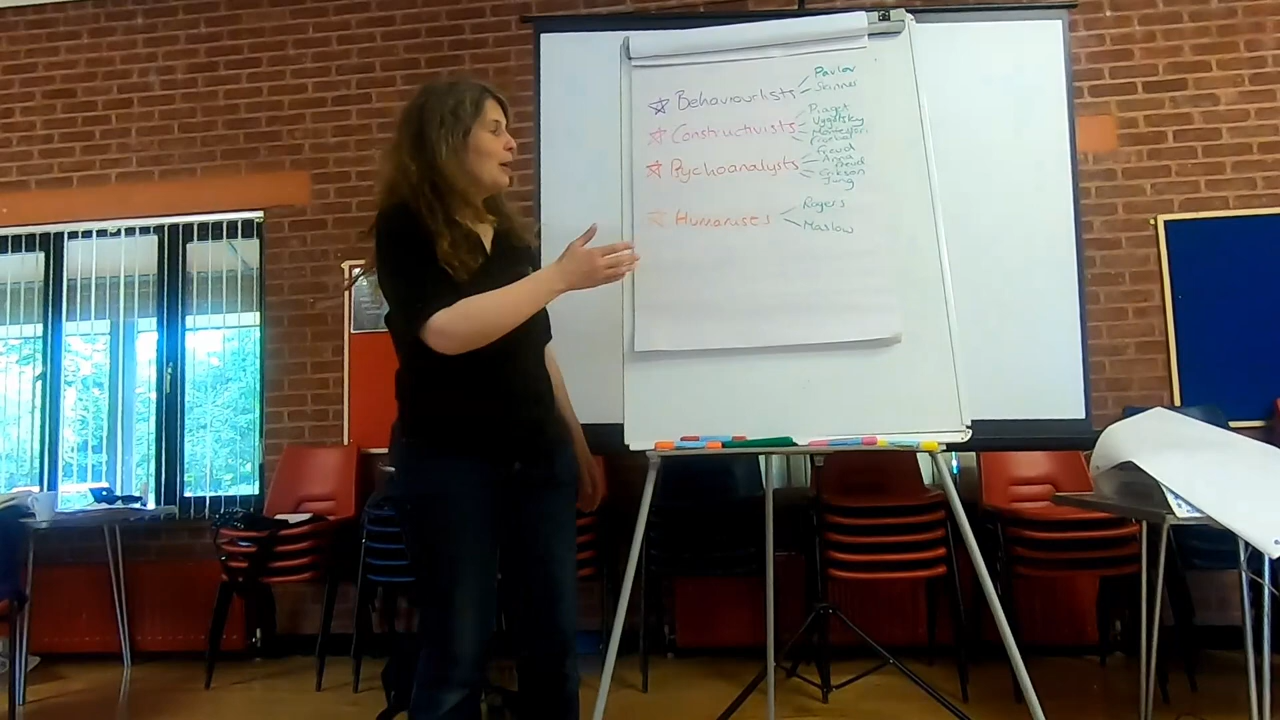 Behaviourists
Pavlov
Skinner
Constructivists
Piaget
Vygotsky
Montessori
Froebel
Psychoanalysts
Freud
Anna Freud
Erikson
Jung
Humanists
Rogers
Maslow